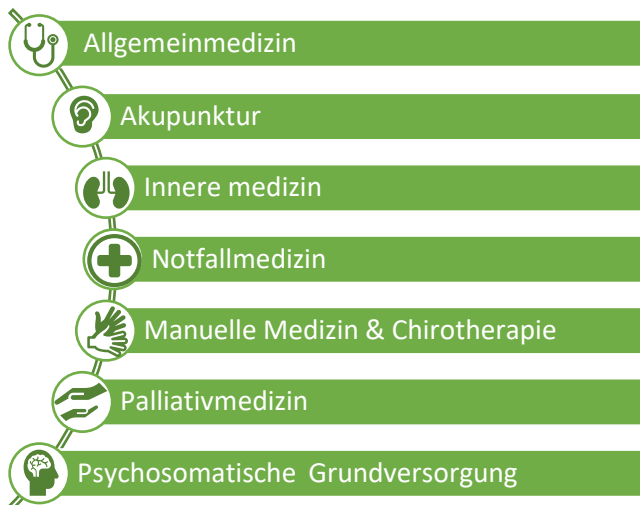 Allgemeinmedizin
Akupunktur
Innere medizin
Notfallmedizin
Manuelle Medizin & Chirotherapie
Palliativmedizin
Psychosomatische Grundversorgung